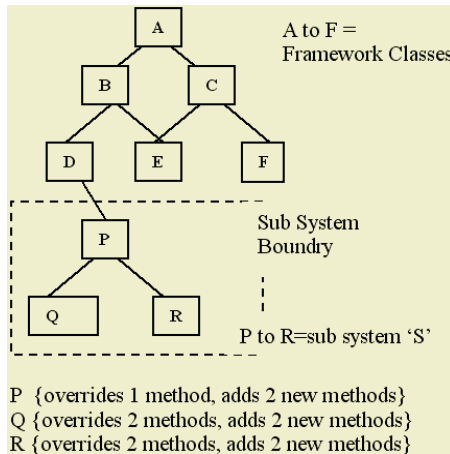 A
A to F =
Framework Classes
B
C
D
E
F
Sub System
Boundry
P
Q
R
P to R=sub system ‘S’
P {overrides 1 method, adds 2 new methods}
Q {overrides 2 methods, adds 2 new methods}
R {overrides 2 methods, adds 2 new methods}